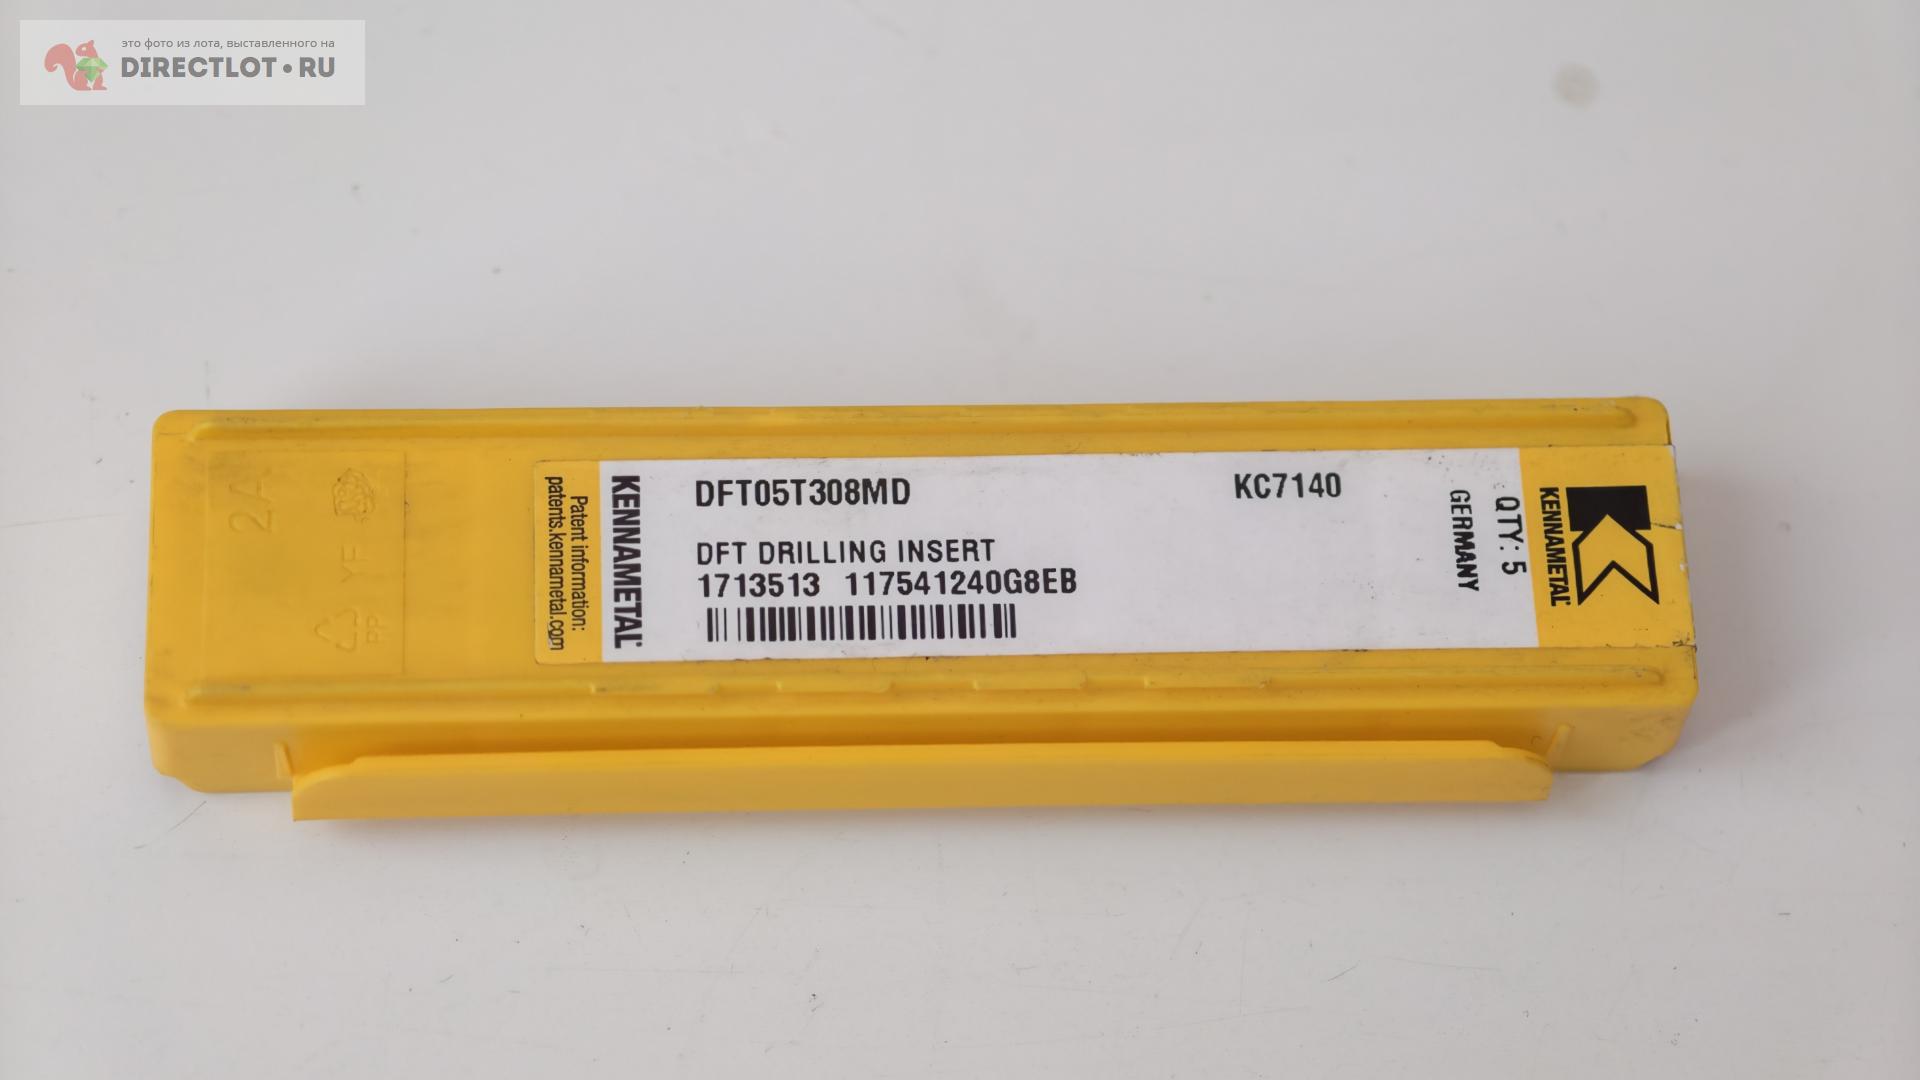 это фото из лота, выставленного на
DIRECTLOT•RU
2A
YF
PP
Patent information:
patents.kennametal.com
KENNAMETAL
DFT05T308MD
KC7140
DFT DRILLING INSERT
1713513 117541240G8EB
GERMANY
QTY: 5
KENNAMETAL